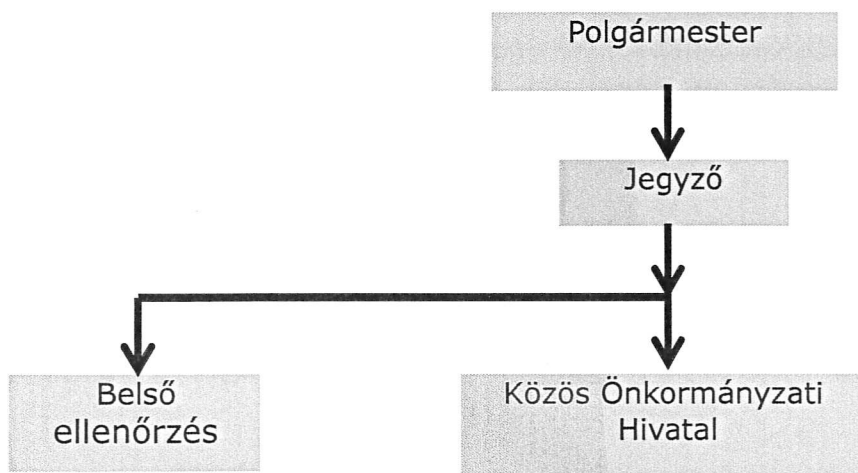 Polgármester
Jegyző
Belső
ellenőrzés
Közös Önkormányzati
Hivatal